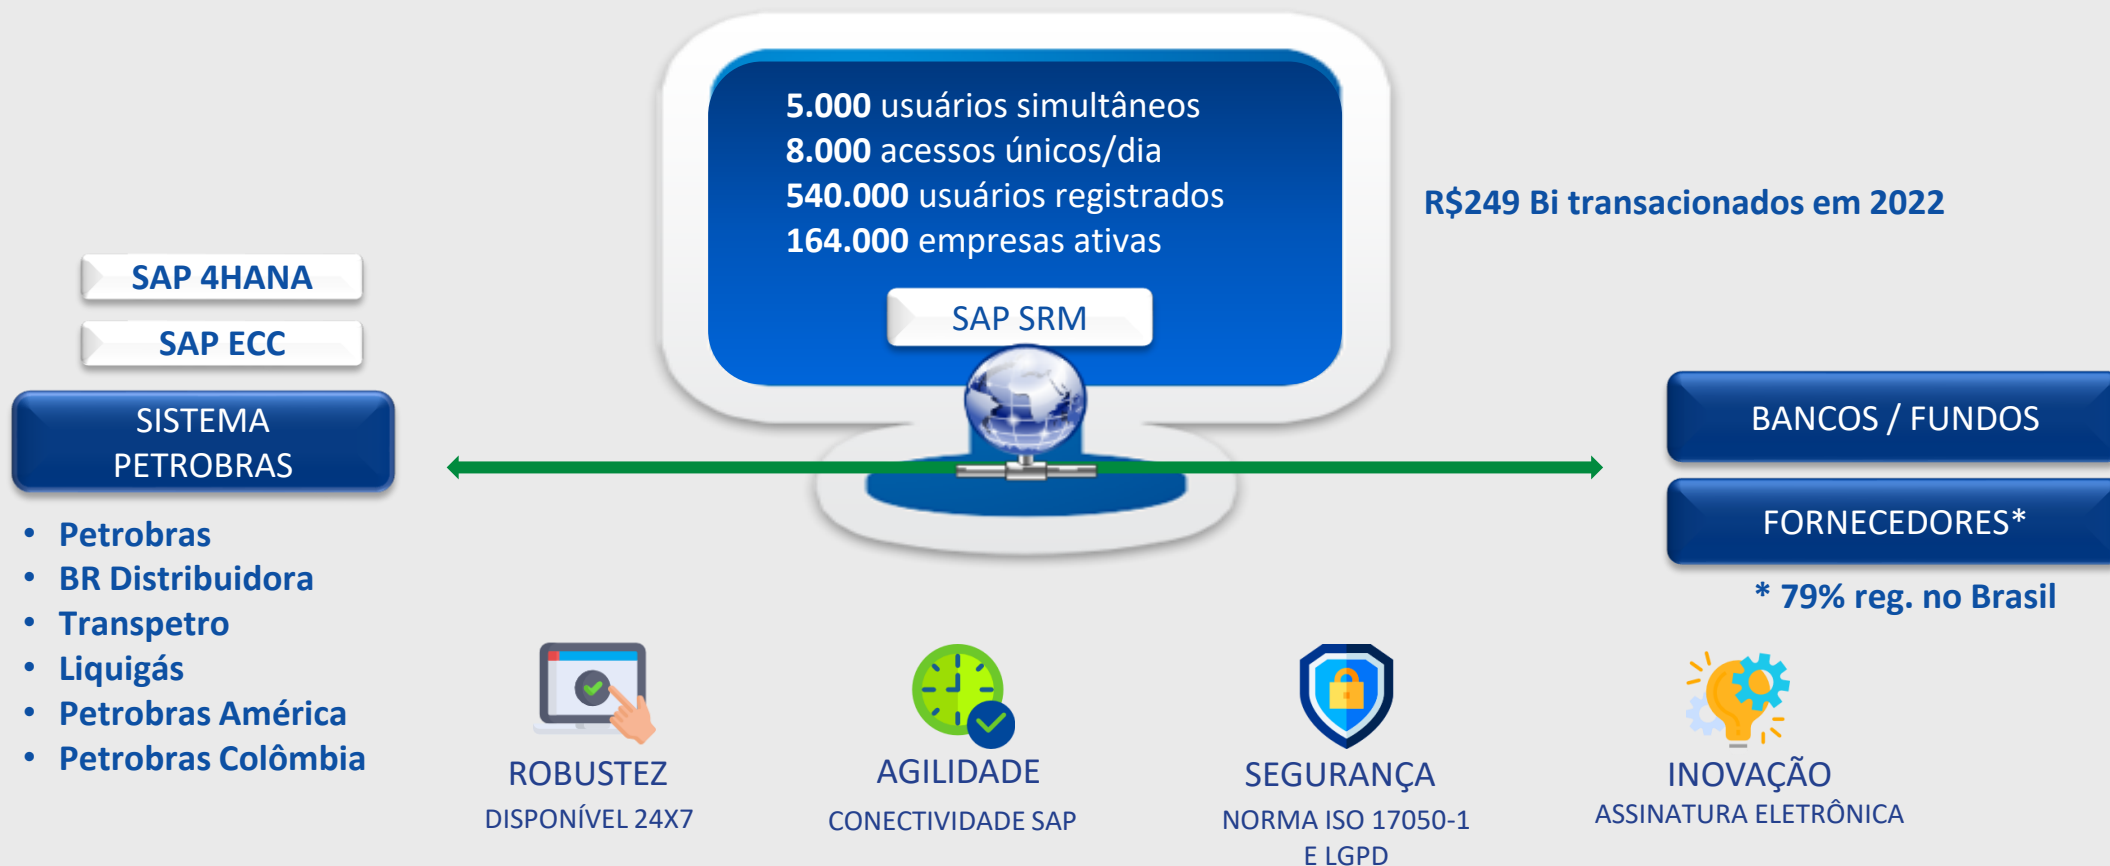 5.000 usuários simultâneos
8.000 acessos únicos/dia
540.000 usuários registrados
164.000 empresas ativas
SAP SRM
R$249 Bi transacionados em 2022
SAP 4HANA
SAP ECC
SISTEMA
PETROBRAS
• Petrobras
• BR Distribuidora
• Transpetro
• Liquigás
• Petrobras América
• Petrobras Colômbia
BANCOS / FUNDOS
FORNECEDORES*
* 79% reg. no Brasil
ROBUSTEZ
DISPONÍVEL 24X7
AGILIDADE
CONECTIVIDADE SAP
SEGURANÇA
NORMA ISO 17050-1
E LGPD
INOVAÇÃO
ASSINATURA ELETRÔNICA